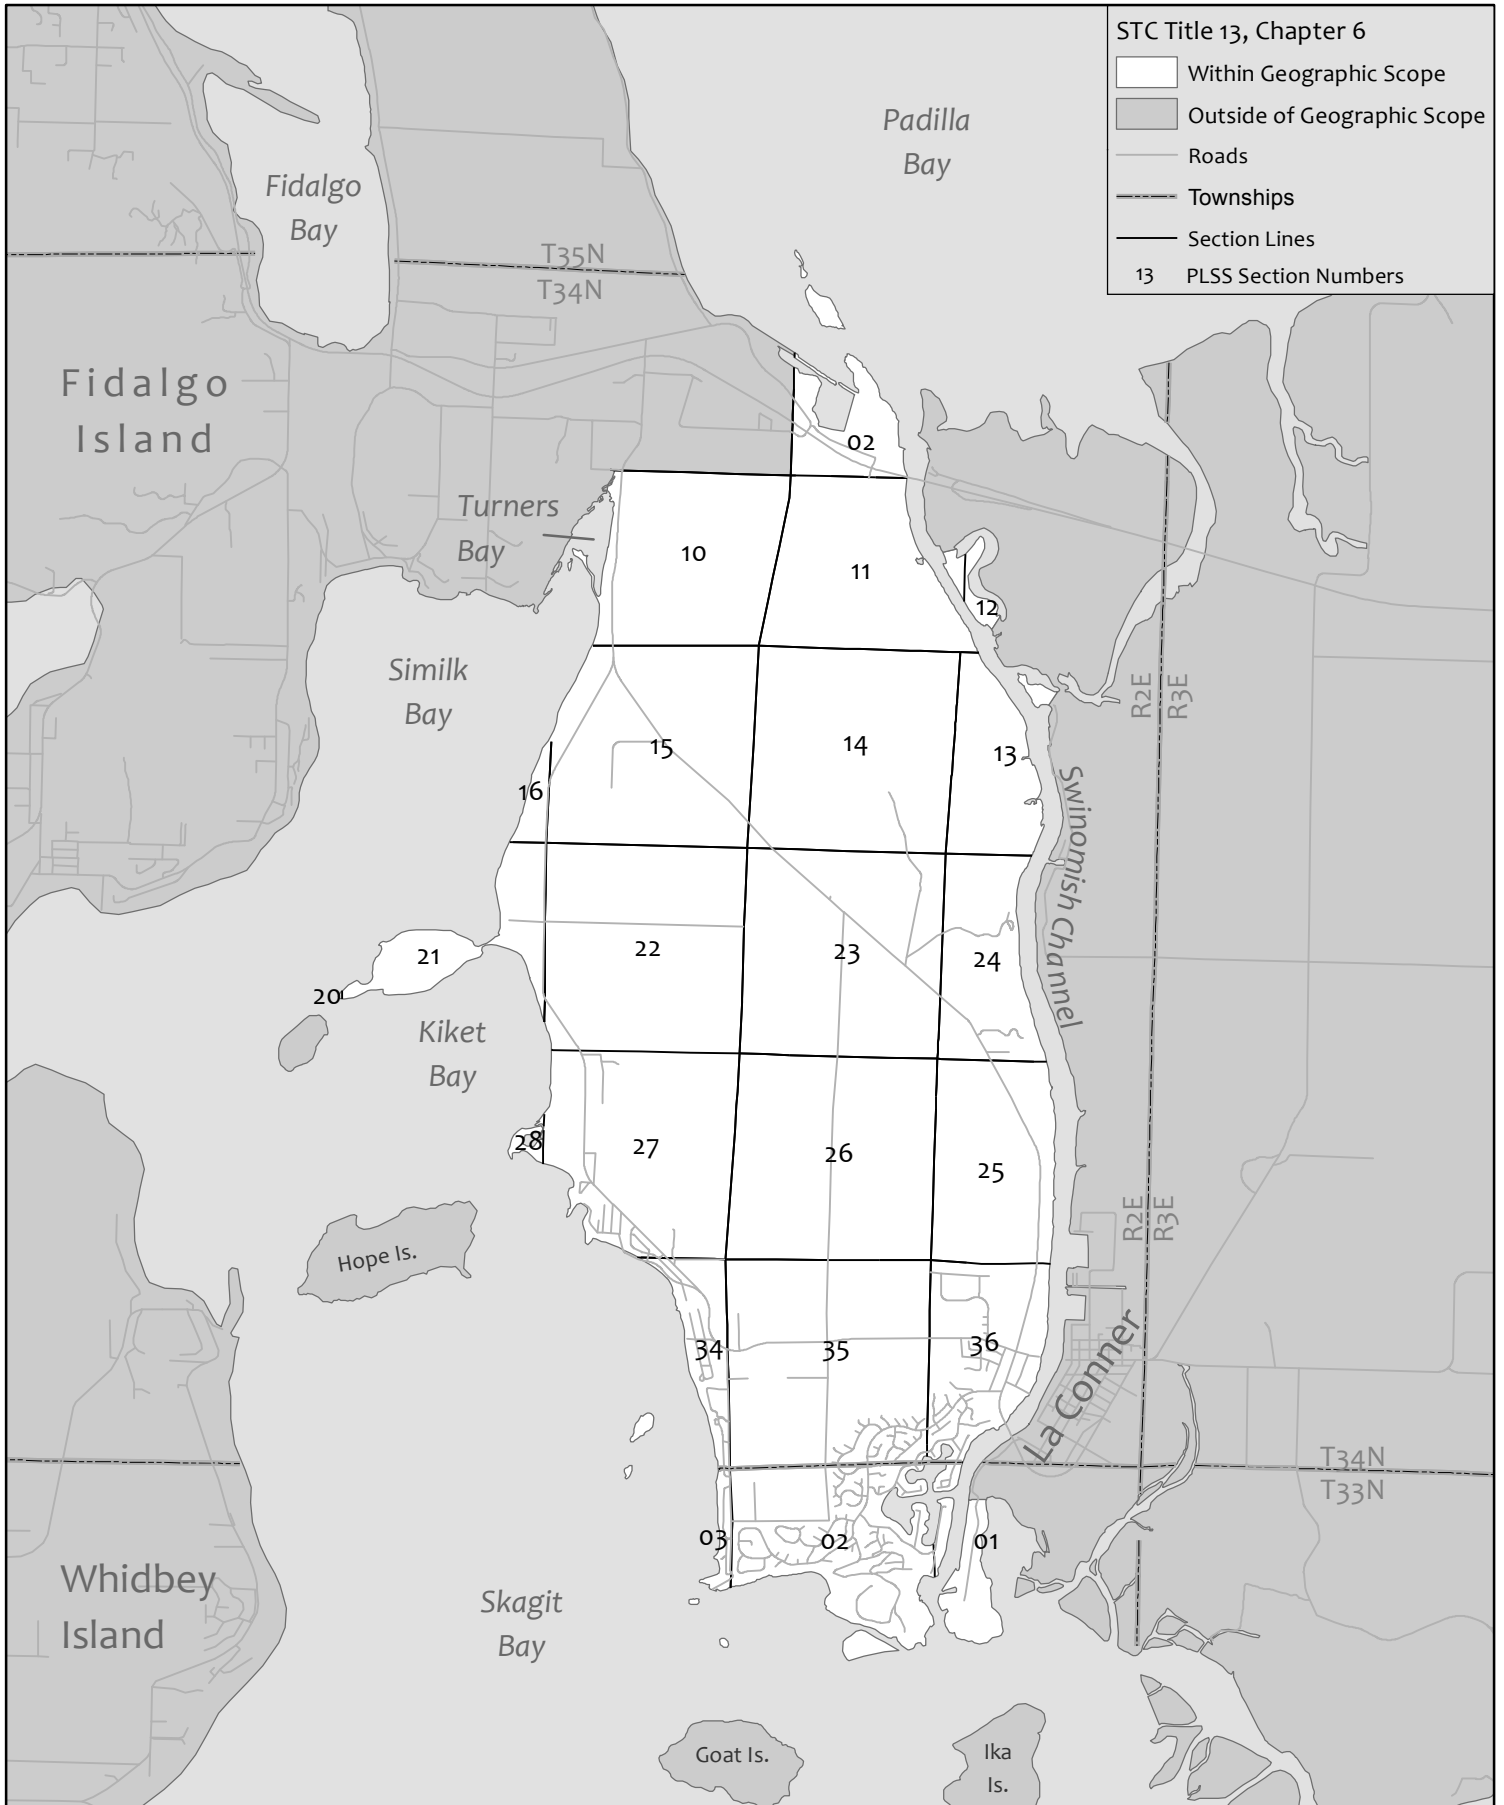 STC Title 13, Chapter 6
Within Geographic Scope
Outside of Geographic Scope
Roads
Townships
Section Lines
13 PLSS Section Numbers
Padilla
Bay
Fidalgo
Bay
T35N
T34N
Fidalgo
Island
02
Turners
Bay
10
11
12
Similk
Bay
R2E
R3E
15
14
13
16
Swinomish Channel
21
22
23
24
20
Kiket
Bay
28
27
26
25
R2E
R3E
Hope Is.
34
35
36
La Conner
T34N
T33N
03
02
01
Whidbey
Island
Skagit
Bay
Goat Is.
Ika
Is.